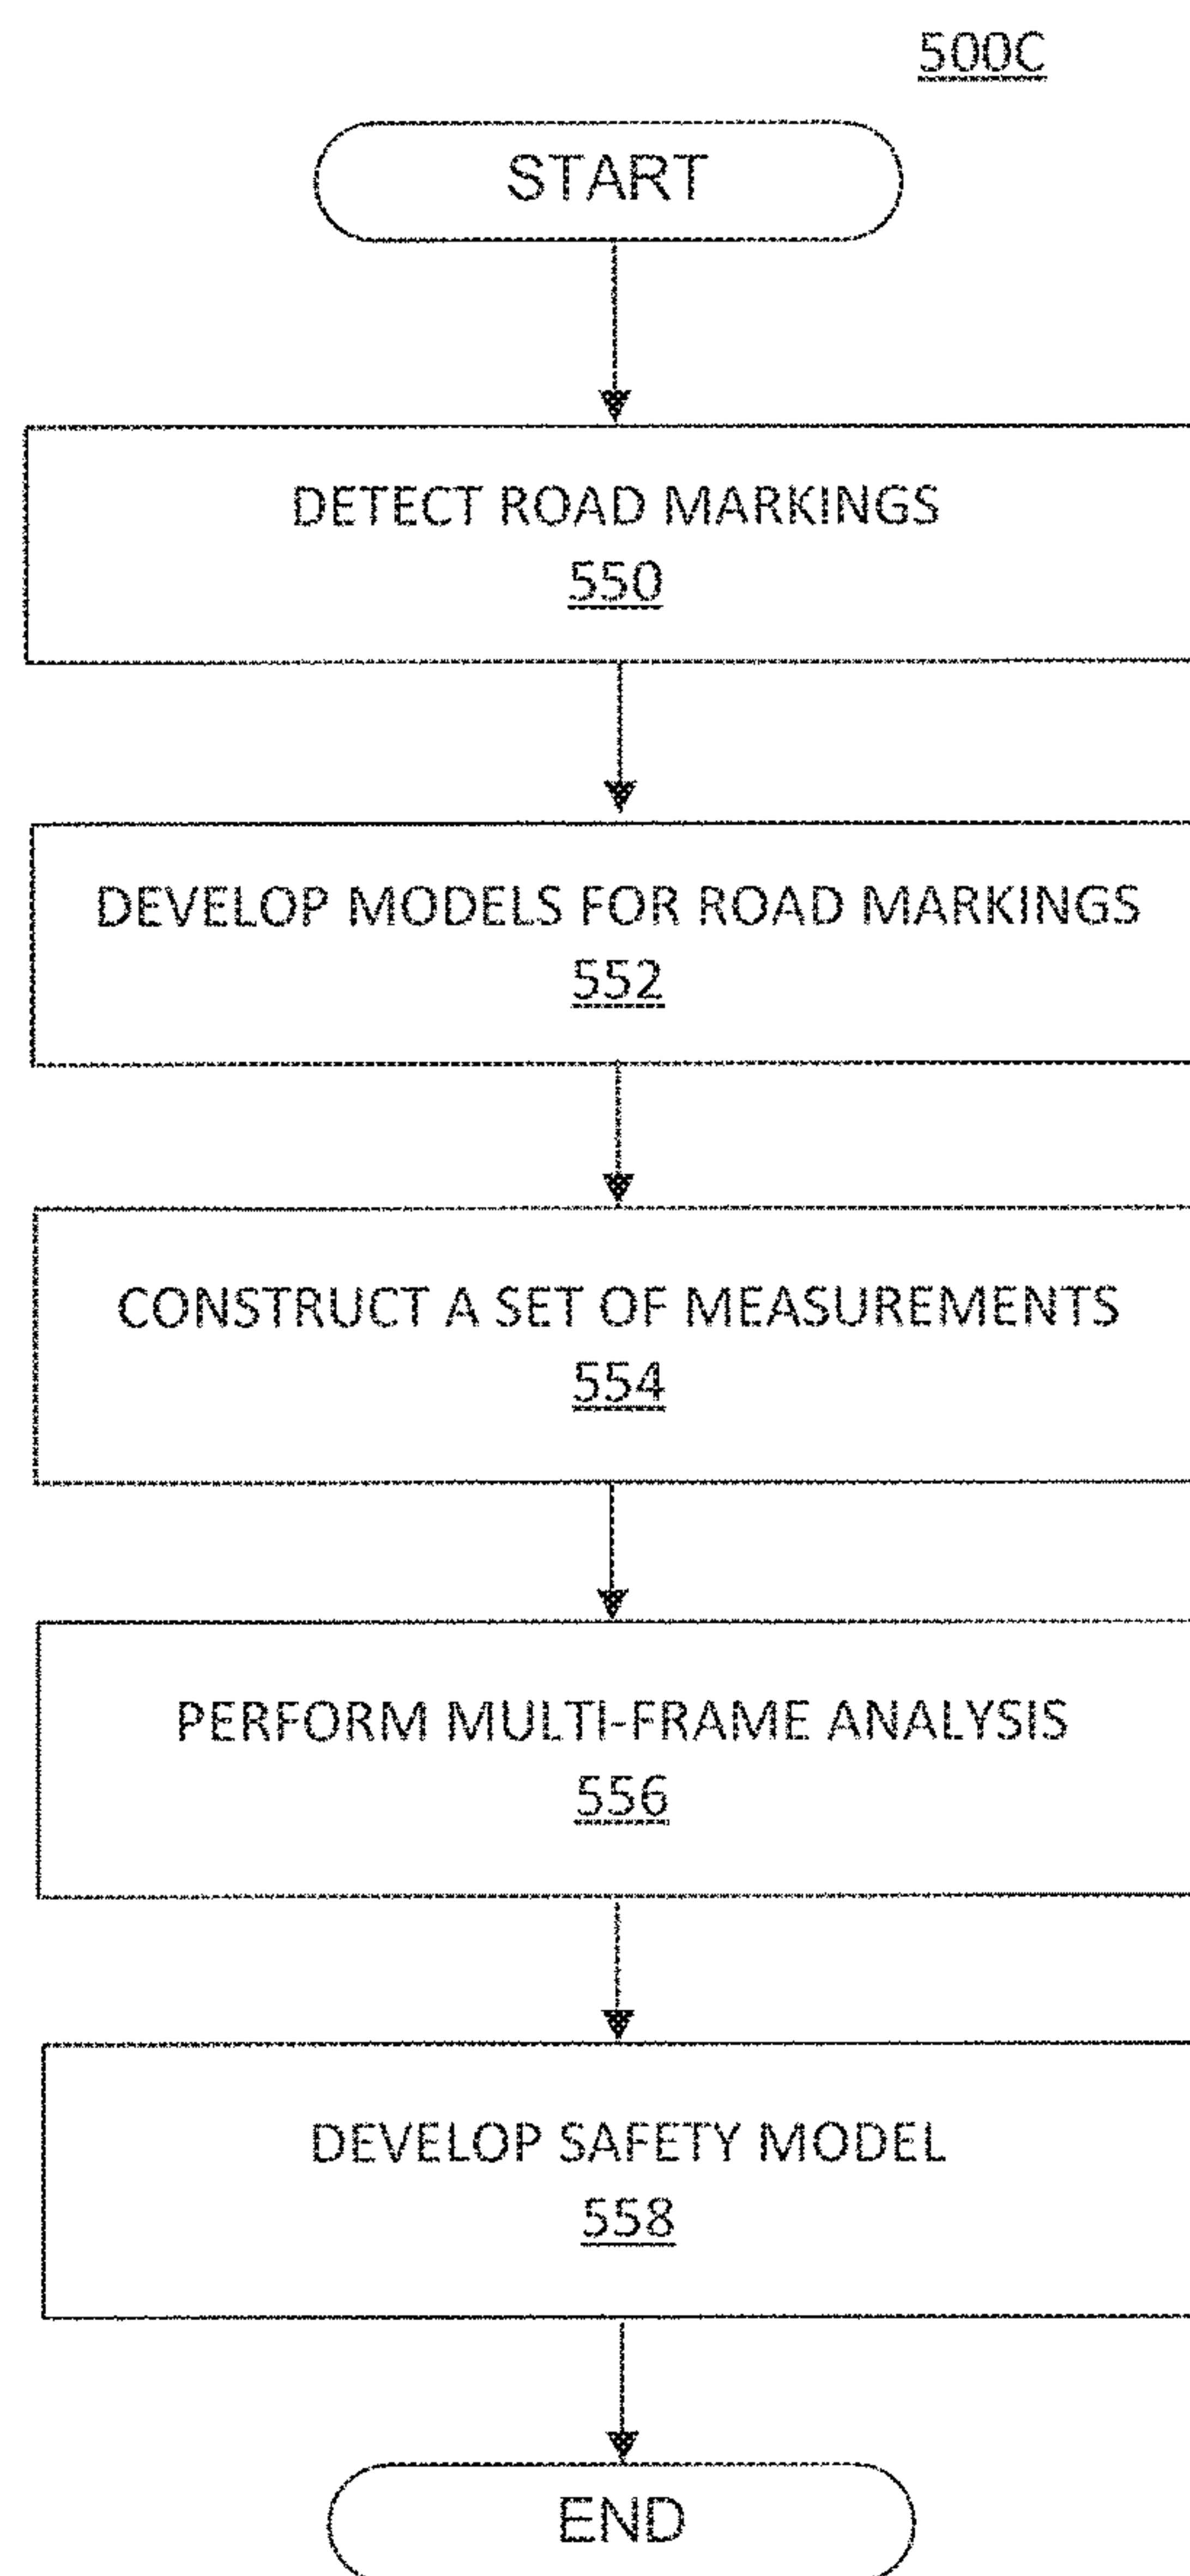 500C
START
DETECT ROAD MARKINGS
550
DEVELOP MODELS FOR ROAD MARKINGS
552
CONSTRUCT A SET OF MEASUREMENTS
554
PERFORM MULTI-FRAME ANALYSIS
556
DEVELOP SAFETY MODEL
558
END